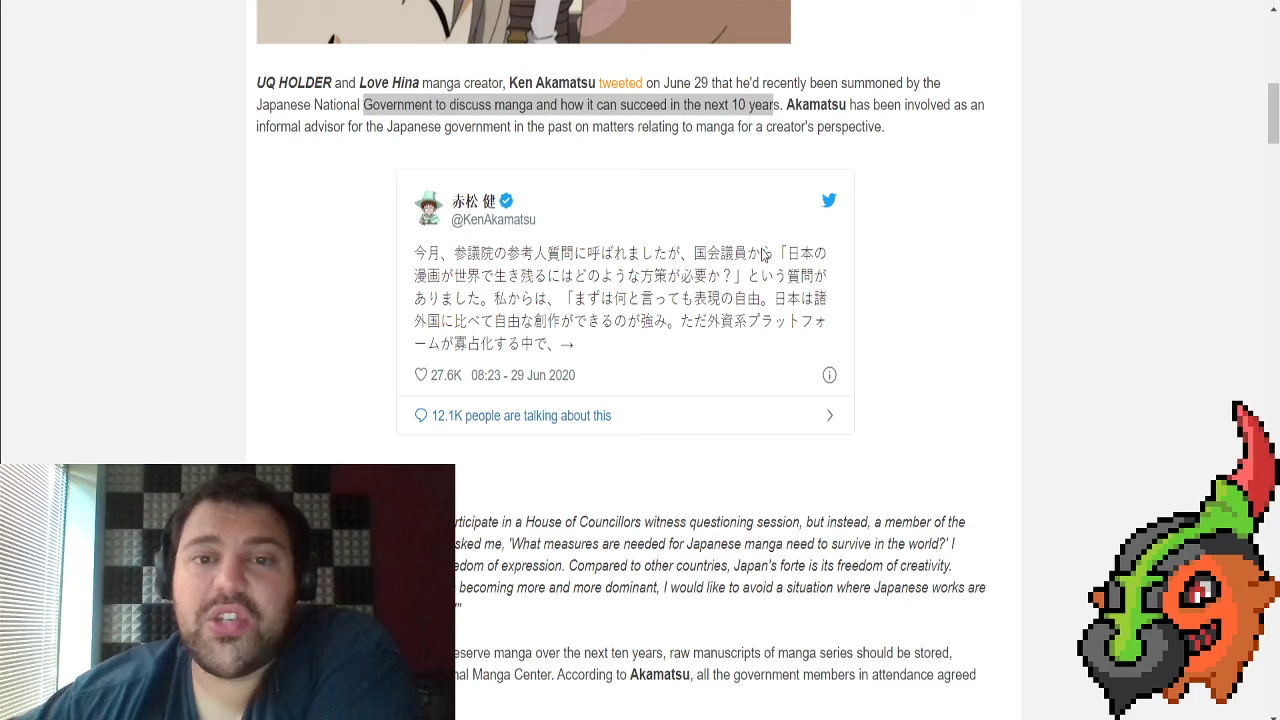 UQ HOLDER and Love Hina manga creator, Ken Akamatsu tweeted on June 29 that he'd recently been summoned by the
Japanese National Government to discuss manga and how it can succeed in the next 10 years. Akamatsu has been involved as an
informal advisor for the Japanese government in the past on matters relating to manga for a creator's perspective.
赤松 健
@KenAkamatsu
今月、参議院の参考人質問に呼ばれましたが、国会議員から「日本の
漫画が世界で生き残るにはどのような方策が必要か？」という質問が
ありました。私からは、「まずは何と言っても表現の自由。日本は諸
外国に比べて自由な創作ができるのが強み。ただ外資系プラットフォ
ームが寡占化する中で、→
27.6K 08:23 - 29 Jun 2020
12.1K people are talking about this
rticipate in a House of Councillors witness questioning session, but instead, a member of the
sked me, 'What measures are needed for Japanese manga need to survive in the world?' I
edom of expression. Compared to other countries, Japan's forte is its freedom of creativity.
becoming more and more dominant, I would like to avoid a situation where Japanese works are
'"
eserve manga over the next ten years, raw manuscripts of manga series should be stored,
nal Manga Center. According to Akamatsu, all the government members in attendance agreed